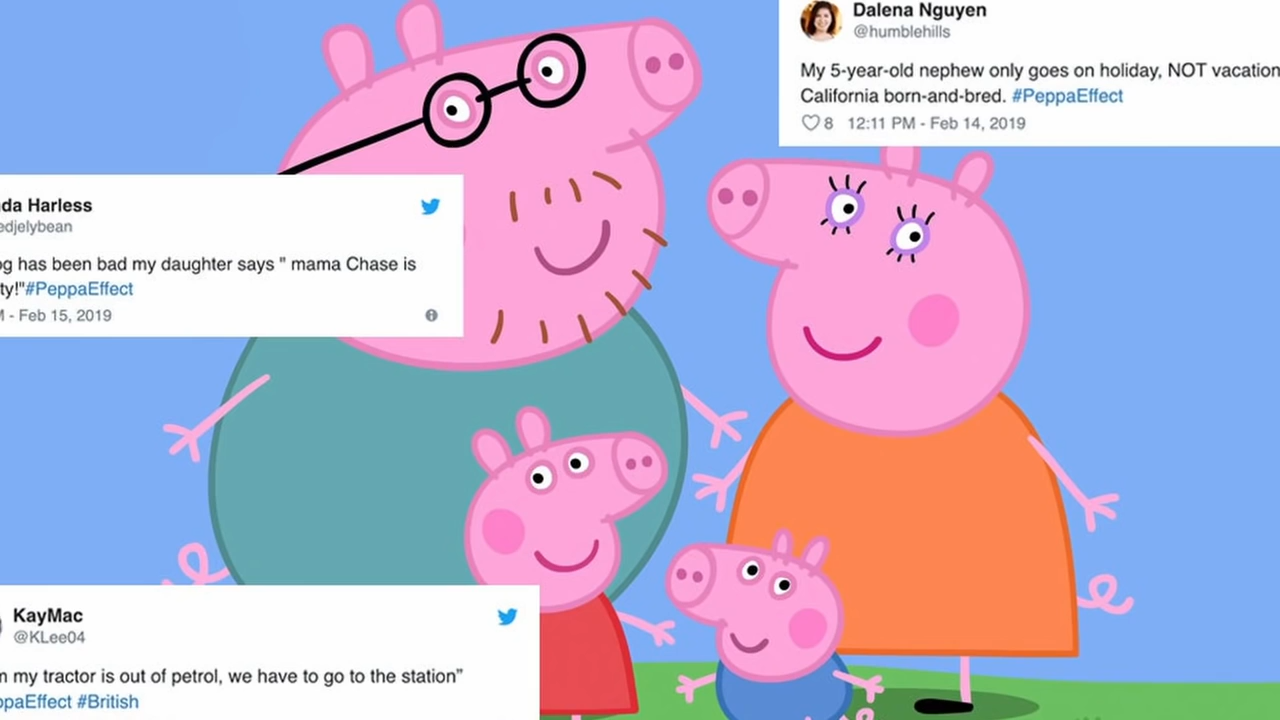 Dalena Nguyen
@humblehills
My 5-year-old nephew only goes on holiday, NOT vacation
California born-and-bred. #PeppaEffect
8 12:11 PM - Feb 14, 2019
Harless
has been bad my daughter says " mama Chase is
#PeppaEffect
- Feb 15, 2019
KayMac
@KLee04
my tractor is out of petrol, we have to go to the station”
#British